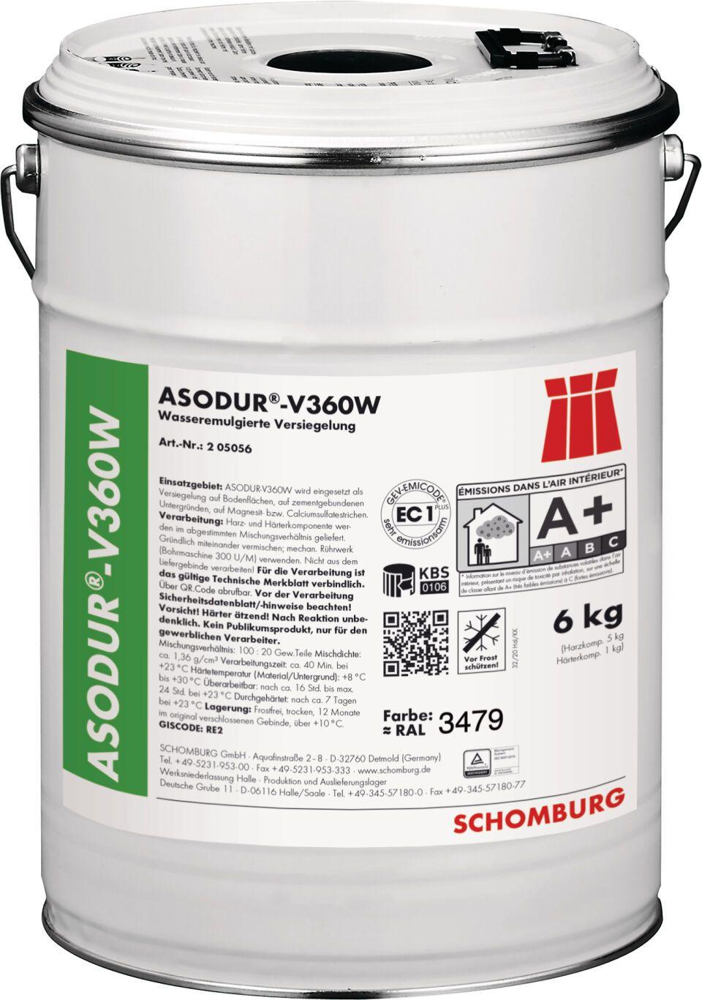 ASODUR®-V360W
ASODUR®-V360W
Wasseremulgierte Versiegelung
Art.-Nr.: 2 05056
Einsatzgebiet: ASODUR-V360W wird eingesetzt als
Versiegelung auf Bodenflächen, auf zementgebundenen
Untergründen, auf Magnesit- bzw. Calciumsulfatestrichen.
Verarbeitung: Harz- und Härterkomponente wer-
den im abgestimmten Mischungsverhältnis geliefert.
Gründlich miteinander vermischen; mechan. Rührwerk
(Bohrmaschine 300 U/M) verwenden. Nicht aus dem
Liefergebinde verarbeiten! Für die Verarbeitung ist
das gültige Technische Merkblatt verbindlich.
Über QR.Code abrufbar. Vor der Verarbeitung
Sicherheitsdatenblatt/-hinweise beachten!
Vorsicht! Härter ätzend! Nach Reaktion unbe-
denklich. Kein Publikumsprodukt, nur für den
gewerblichen Verarbeiter.
Mischungsverhältnis: 100 : 20 Gew.Teile Mischdichte:
ca. 1,36 g/cm³ Verarbeitungszeit: ca. 40 Min. bei
+23 °C Härtetemperatur (Material/Untergrund): +8 °C
bis +30 °C Überarbeitbar: nach ca. 16 Std. bis max.
24 Std. bei +23 °C Durchgehärtet: nach ca. 7 Tagen
bei +23 °C Lagerung: Frostfrei, trocken, 12 Monate
im original verschlossenen Gebinde, über +10 °C.
GISCODE: RE2
GEV-EMICODE®
EC 1 PLUS
sehr emissionsarm
ÉMISSIONS DANS L'AIR INTÉRIEUR*
A+
A+ A B C
* Information sur le niveau d'émission de substances volatiles dans l'air
intérieur, présentant un risque de toxicité par inhalation, sur une échelle
de classe allant de A+ (très faibles émissions) à C (fortes émissions).
KBS
0106
Vor Frost
schützen!
32/20 Hol/KK
6 kg
(Harzkomp. 5 kg
Härterkomp. 1 kg)
Farbe:
≈ RAL 3479
SCHOMBURG GmbH · Aquafinstraße 2 - 8 · D-32760 Detmold (Germany)
Tel. +49-5231-953-00 · Fax +49-5231-953-333 · www.schomburg.de
Werksniederlassung Halle · Produktion und Auslieferungslager
Deutsche Grube 11 · D-06116 Halle/Saale · Tel. +49-345-57180-0 · Fax +49-345-57180-77
Management
System
SCHOMBURG